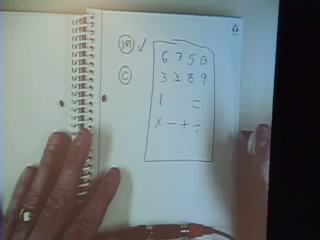 M ✓
6 7 5 0
C
3 2 8 9
1 =
× - + ÷